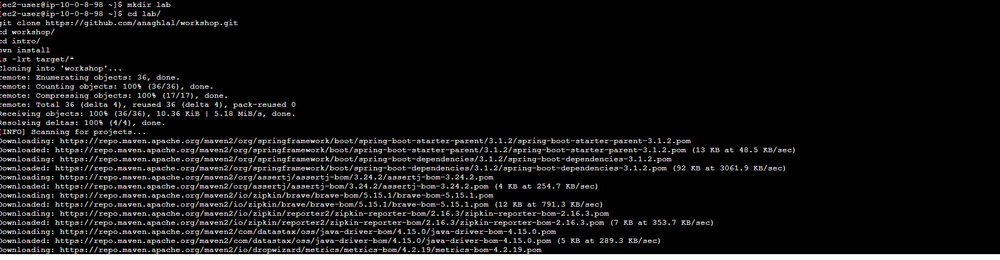 [ec2-user@ip-10-0-8-98 ~]$ mkdir lab
[ec2-user@ip-10-0-8-98 ~]$ cd lab/
git clone https://github.com/anaghlal/workshop.git
cd workshop/
cd intro/
mvn install
ls -lrt target/*
Cloning into 'workshop'...
remote: Enumerating objects: 36, done.
remote: Counting objects: 100% (36/36), done.
remote: Compressing objects: 100% (17/17), done.
remote: Total 36 (delta 4), reused 36 (delta 4), pack-reused 0
Receiving objects: 100% (36/36), 10.36 KiB | 5.18 MiB/s, done.
Resolving deltas: 100% (4/4), done.
[INFO] Scanning for projects...
Downloading: https://repo.maven.apache.org/maven2/org/springframework/boot/spring-boot-starter-parent/3.1.2/spring-boot-starter-parent-3.1.2.pom
Downloaded: https://repo.maven.apache.org/maven2/org/springframework/boot/spring-boot-starter-parent/3.1.2/spring-boot-starter-parent-3.1.2.pom (13 KB at 48.5 KB/sec)
Downloading: https://repo.maven.apache.org/maven2/org/springframework/boot/spring-boot-dependencies/3.1.2/spring-boot-dependencies-3.1.2.pom
Downloaded: https://repo.maven.apache.org/maven2/org/springframework/boot/spring-boot-dependencies/3.1.2/spring-boot-dependencies-3.1.2.pom (92 KB at 3061.9 KB/sec)
Downloading: https://repo.maven.apache.org/maven2/org/assertj/assertj-bom/3.24.2/assertj-bom-3.24.2.pom
Downloaded: https://repo.maven.apache.org/maven2/org/assertj/assertj-bom/3.24.2/assertj-bom-3.24.2.pom (4 KB at 254.7 KB/sec)
Downloading: https://repo.maven.apache.org/maven2/io/zipkin/brave/brave-bom/5.15.1/brave-bom-5.15.1.pom
Downloaded: https://repo.maven.apache.org/maven2/io/zipkin/brave/brave-bom/5.15.1/brave-bom-5.15.1.pom (12 KB at 791.3 KB/sec)
Downloading: https://repo.maven.apache.org/maven2/io/zipkin/reporter2/zipkin-reporter-bom/2.16.3/zipkin-reporter-bom-2.16.3.pom
Downloaded: https://repo.maven.apache.org/maven2/io/zipkin/reporter2/zipkin-reporter-bom/2.16.3/zipkin-reporter-bom-2.16.3.pom (7 KB at 353.7 KB/sec)
Downloading: https://repo.maven.apache.org/maven2/com/datastax/oss/java-driver-bom/4.15.0/java-driver-bom-4.15.0.pom
Downloaded: https://repo.maven.apache.org/maven2/com/datastax/oss/java-driver-bom/4.15.0/java-driver-bom-4.15.0.pom (5 KB at 289.3 KB/sec)
Downloading: https://repo.maven.apache.org/maven2/io/dropwizard/metrics/metrics-bom/4.2.19/metrics-bom-4.2.19.pom